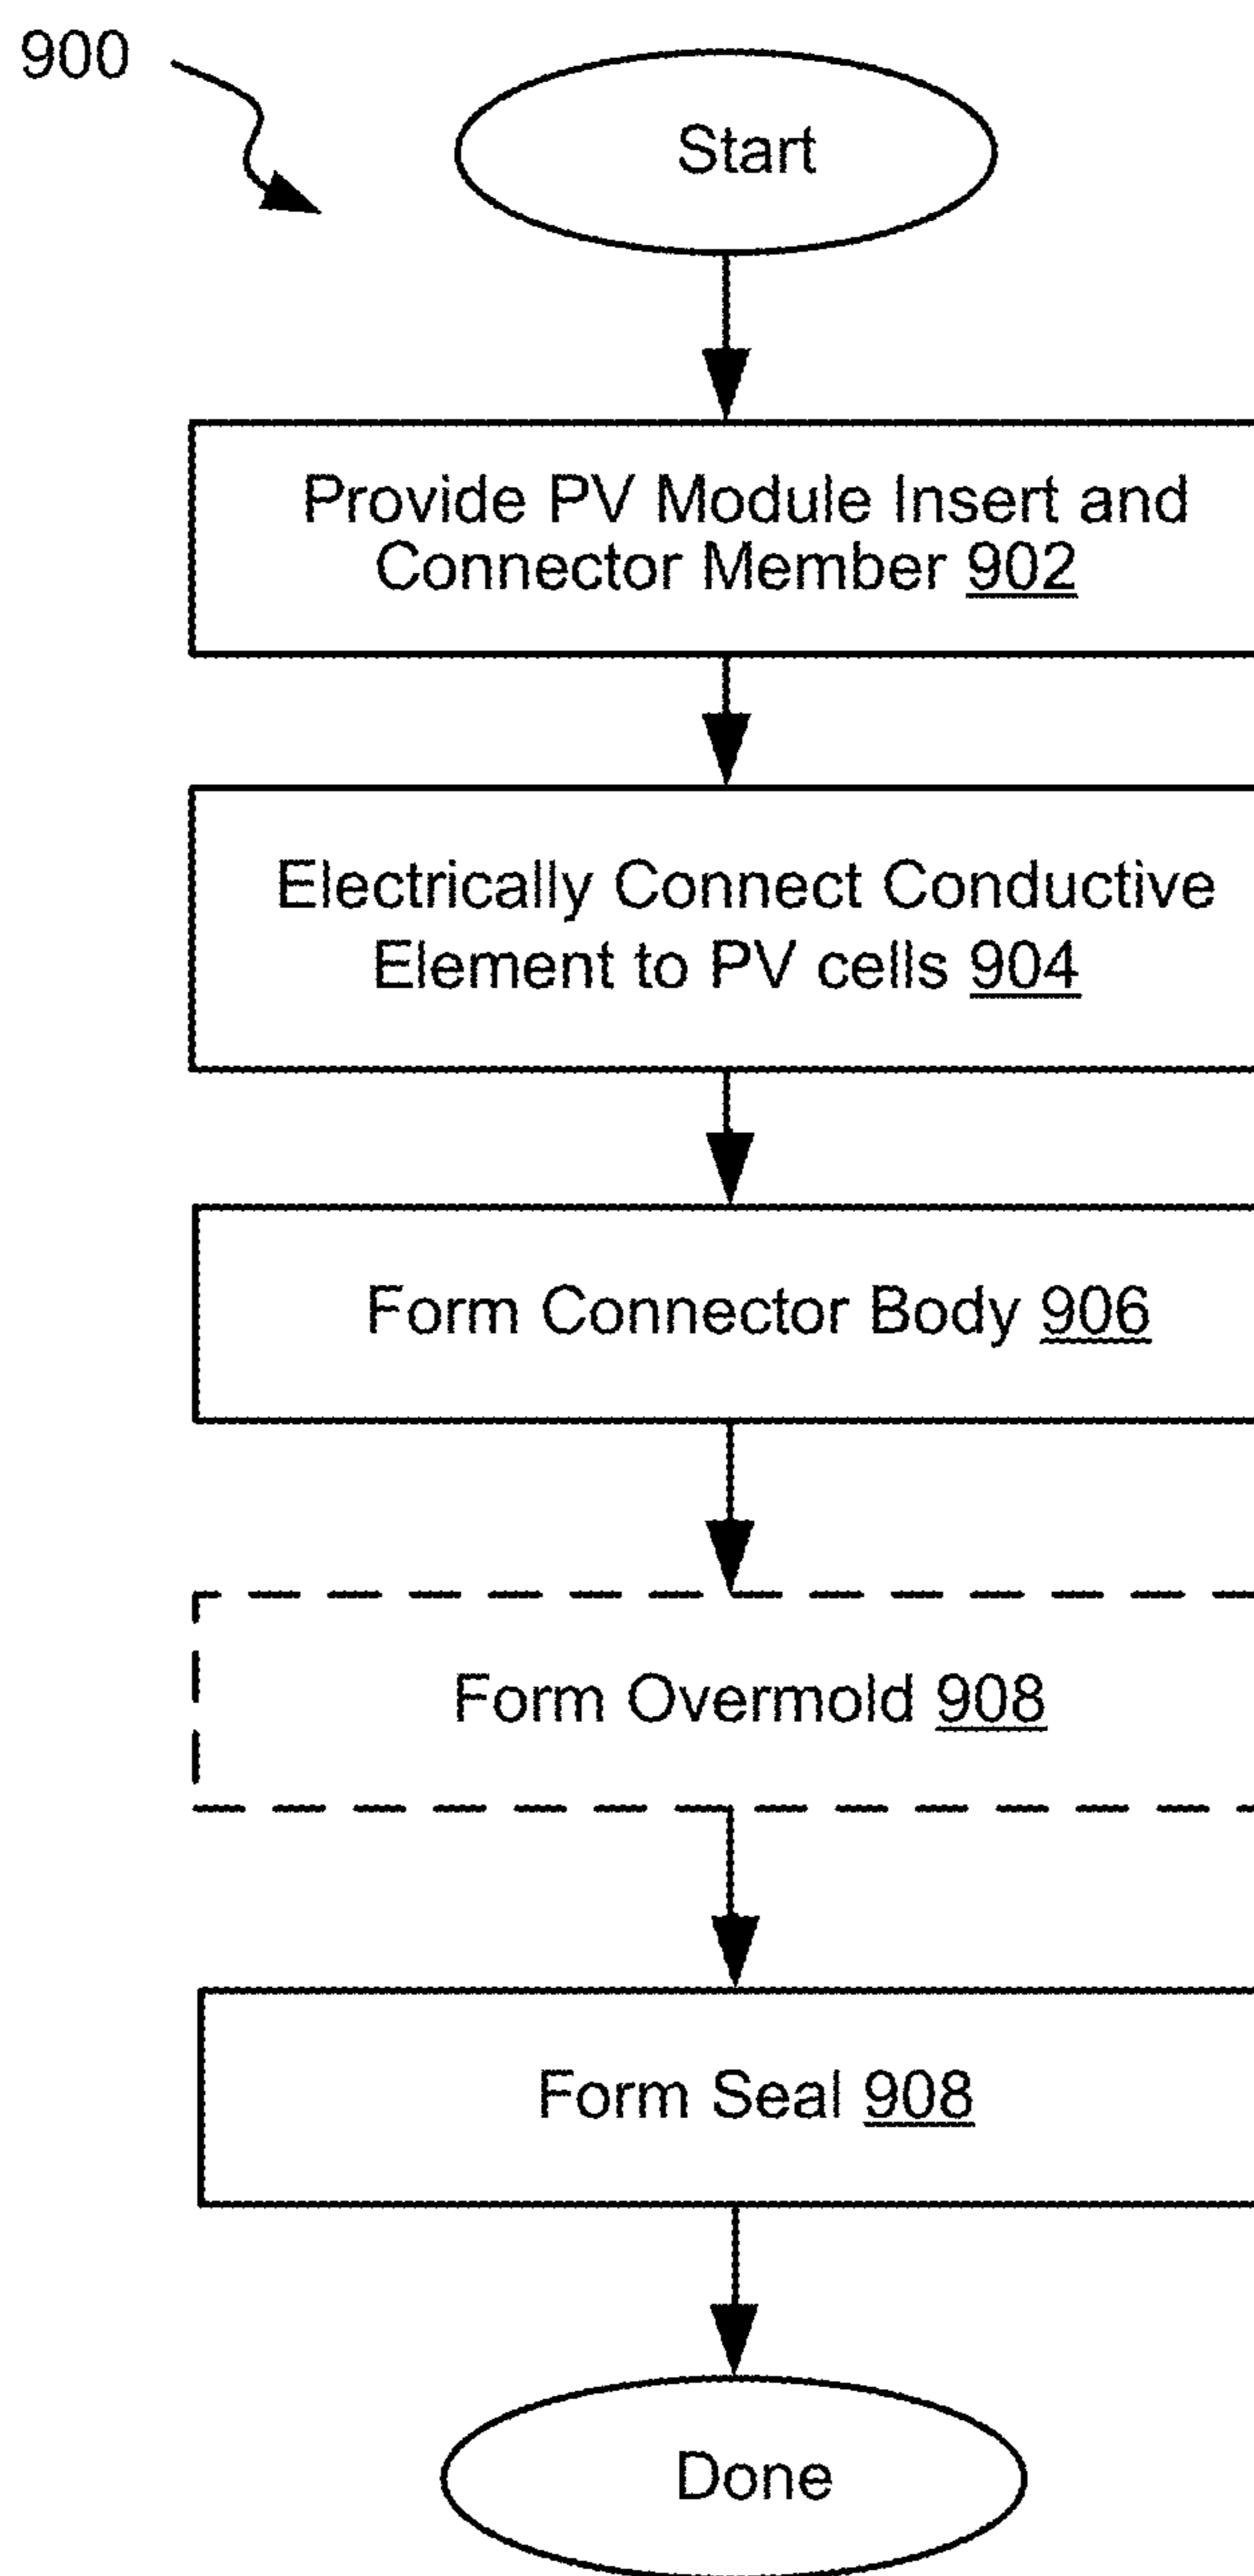 900
Start
Provide PV Module Insert and
Connector Member 902
Electrically Connect Conductive
Element to PV cells 904
Form Connector Body 906
Form Overmold 908
Form Seal 908
Done